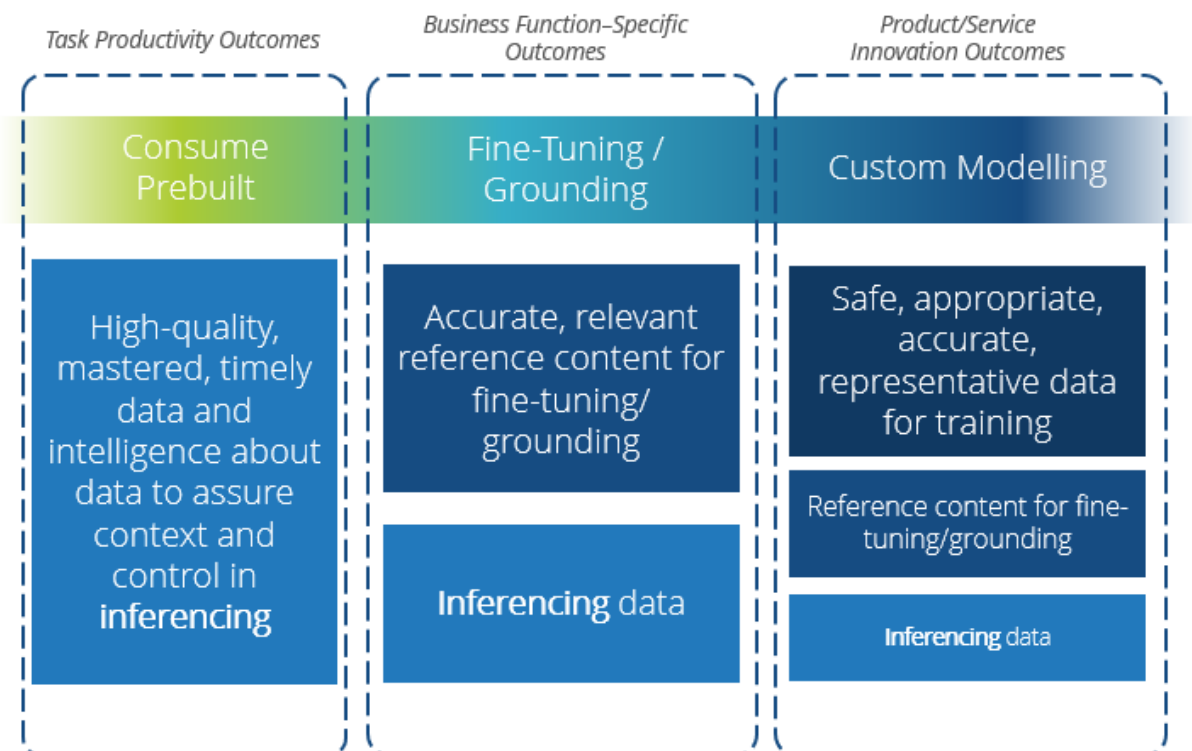 Task Productivity Outcomes
Business Function–Specific
Outcomes
Product/Service
Innovation Outcomes
Consume
Prebuilt
Fine-Tuning /
Grounding
Custom Modelling
High-quality,
mastered, timely
data and
intelligence about
data to assure
context and
control in
inferencing
Accurate, relevant
reference content for
fine-tuning/
grounding
Inferencing data
Safe, appropriate,
accurate,
representative data
for training
Reference content for fine-
tuning/grounding
Inferencing data